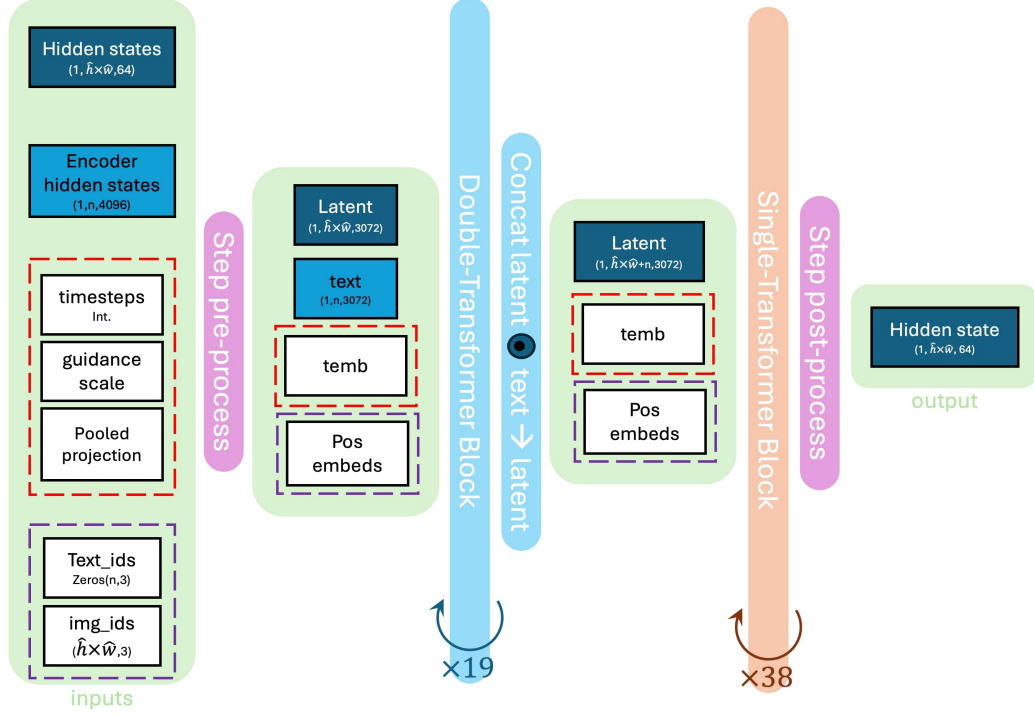 Hidden states
(1, ĥ×ŵ,64)
Encoder
hidden states
(1,n,4096)
timesteps
Int.
guidance
scale
Pooled
projection
Text_ids
Zeros(n,3)
img_ids
(ĥ×ŵ,3)
inputs
Step pre-process
Latent
(1, ĥ×ŵ,3072)
text
(1,n,3072)
temb
Pos
embeds
Double-Transformer Block
×19
Concat latent ⊙ text → latent
Latent
(1, ĥ×ŵ+n,3072)
temb
Pos
embeds
Single-Transformer Block
×38
Step post-process
Hidden state
(1, ĥ×ŵ, 64)
output